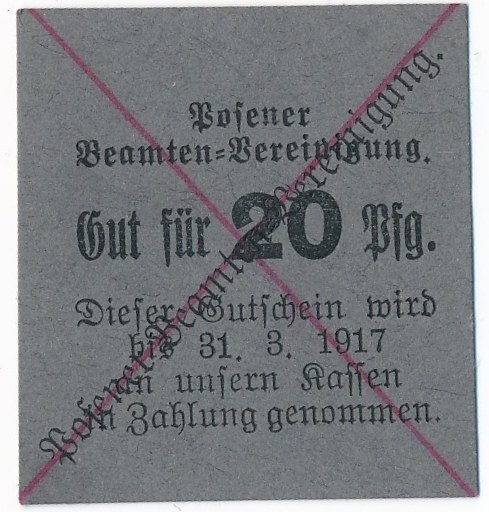 Posener
Beamten=Vereinigung.
Gut für 20 Pfg.
Dieser Gutschein wird
bis 31. 3. 1917
an unsern Kassen
in Zahlung genommen.
Posener Beamten-Vereinigung.